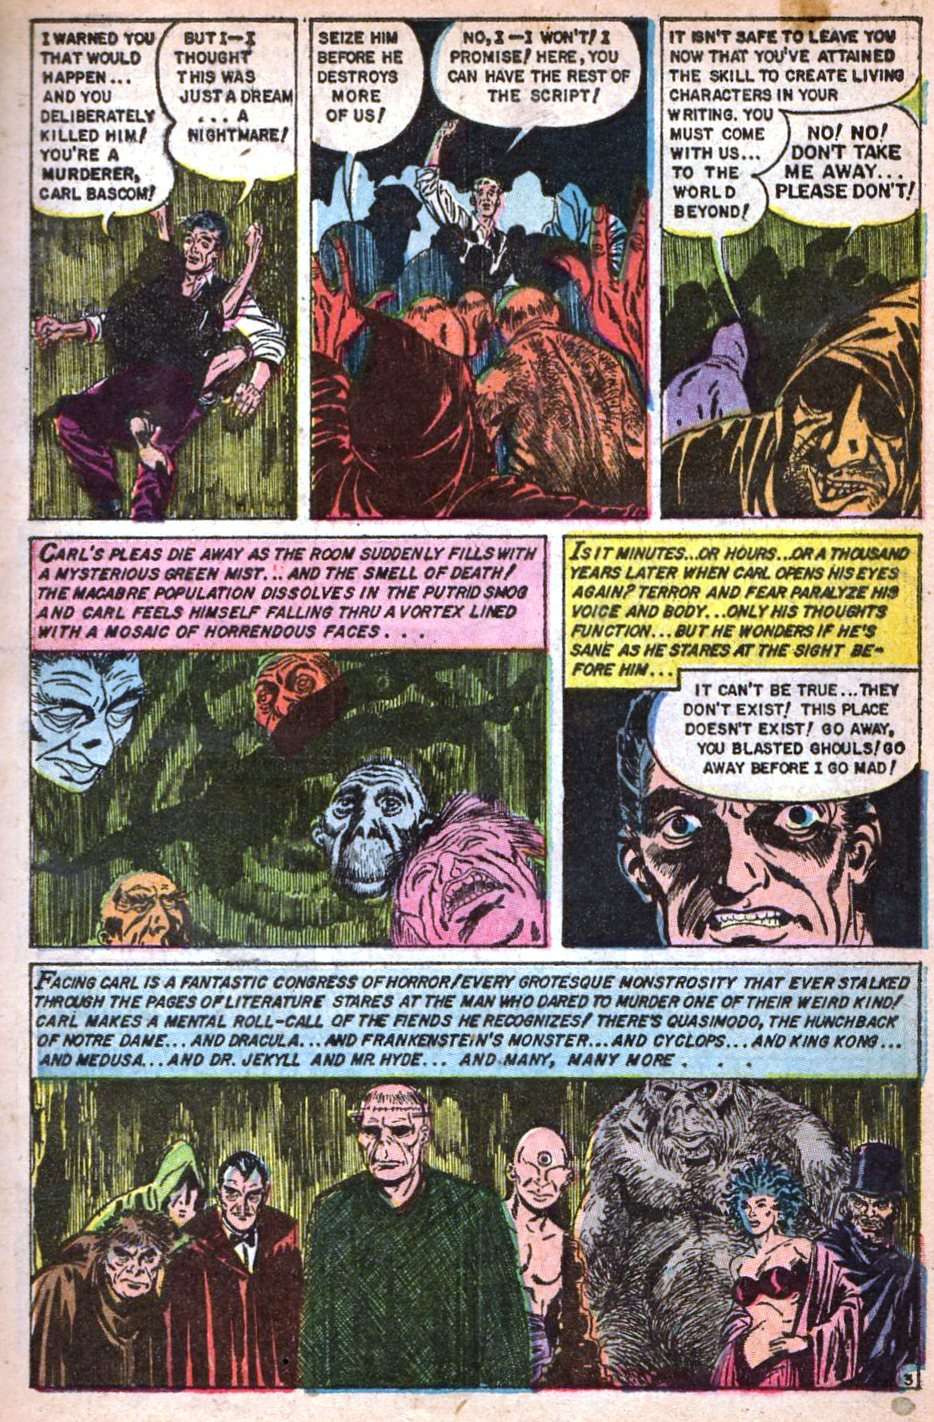 I WARNED YOU
THAT WOULD
HAPPEN...
AND YOU
DELIBERATELY
KILLED HIM!
YOU'RE A
MURDERER,
CARL BASCOM!
BUT I--I
THOUGHT
THIS WAS
JUST A DREAM
...A
NIGHTMARE!
SEIZE HIM
BEFORE HE
DESTROYS
MORE
OF US!
NO, I--I WON'T! I
PROMISE! HERE, YOU
CAN HAVE THE REST OF
THE SCRIPT!
IT ISN'T SAFE TO LEAVE YOU
NOW THAT YOU'VE ATTAINED
THE SKILL TO CREATE LIVING
CHARACTERS IN YOUR
WRITING. YOU
MUST COME
WITH US...
TO THE
WORLD
BEYOND!
NO! NO!
DON'T TAKE
ME AWAY...
PLEASE DON'T!
CARL'S PLEAS DIE AWAY AS THE ROOM SUDDENLY FILLS WITH
A MYSTERIOUS GREEN MIST... AND THE SMELL OF DEATH!
THE MACABRE POPULATION DISSOLVES IN THE PUTRID SMOG
AND CARL FEELS HIMSELF FALLING THRU A VORTEX LINED
WITH A MOSAIC OF HORRENDOUS FACES . . .
IS IT MINUTES...OR HOURS...OR A THOUSAND
YEARS LATER WHEN CARL OPENS HIS EYES
AGAIN? TERROR AND FEAR PARALYZE HIS
VOICE AND BODY...ONLY HIS THOUGHTS
FUNCTION...BUT HE WONDERS IF HE'S
SANE AS HE STARES AT THE SIGHT BE-
FORE HIM...
IT CAN'T BE TRUE...THEY
DON'T EXIST! THIS PLACE
DOESN'T EXIST! GO AWAY,
YOU BLASTED GHOULS! GO
AWAY BEFORE I GO MAD!
FACING CARL IS A FANTASTIC CONGRESS OF HORROR! EVERY GROTESQUE MONSTROSITY THAT EVER STALKED
THROUGH THE PAGES OF LITERATURE STARES AT THE MAN WHO DARED TO MURDER ONE OF THEIR WEIRD KIND!
CARL MAKES A MENTAL ROLL-CALL OF THE FIENDS HE RECOGNIZES! THERE'S QUASIMODO, THE HUNCHBACK
OF NOTRE DAME...AND DRACULA...AND FRANKENSTEIN'S MONSTER...AND CYCLOPS...AND KING KONG...
AND MEDUSA...AND DR. JEKYLL AND MR. HYDE... AND MANY, MANY MORE . . .
3